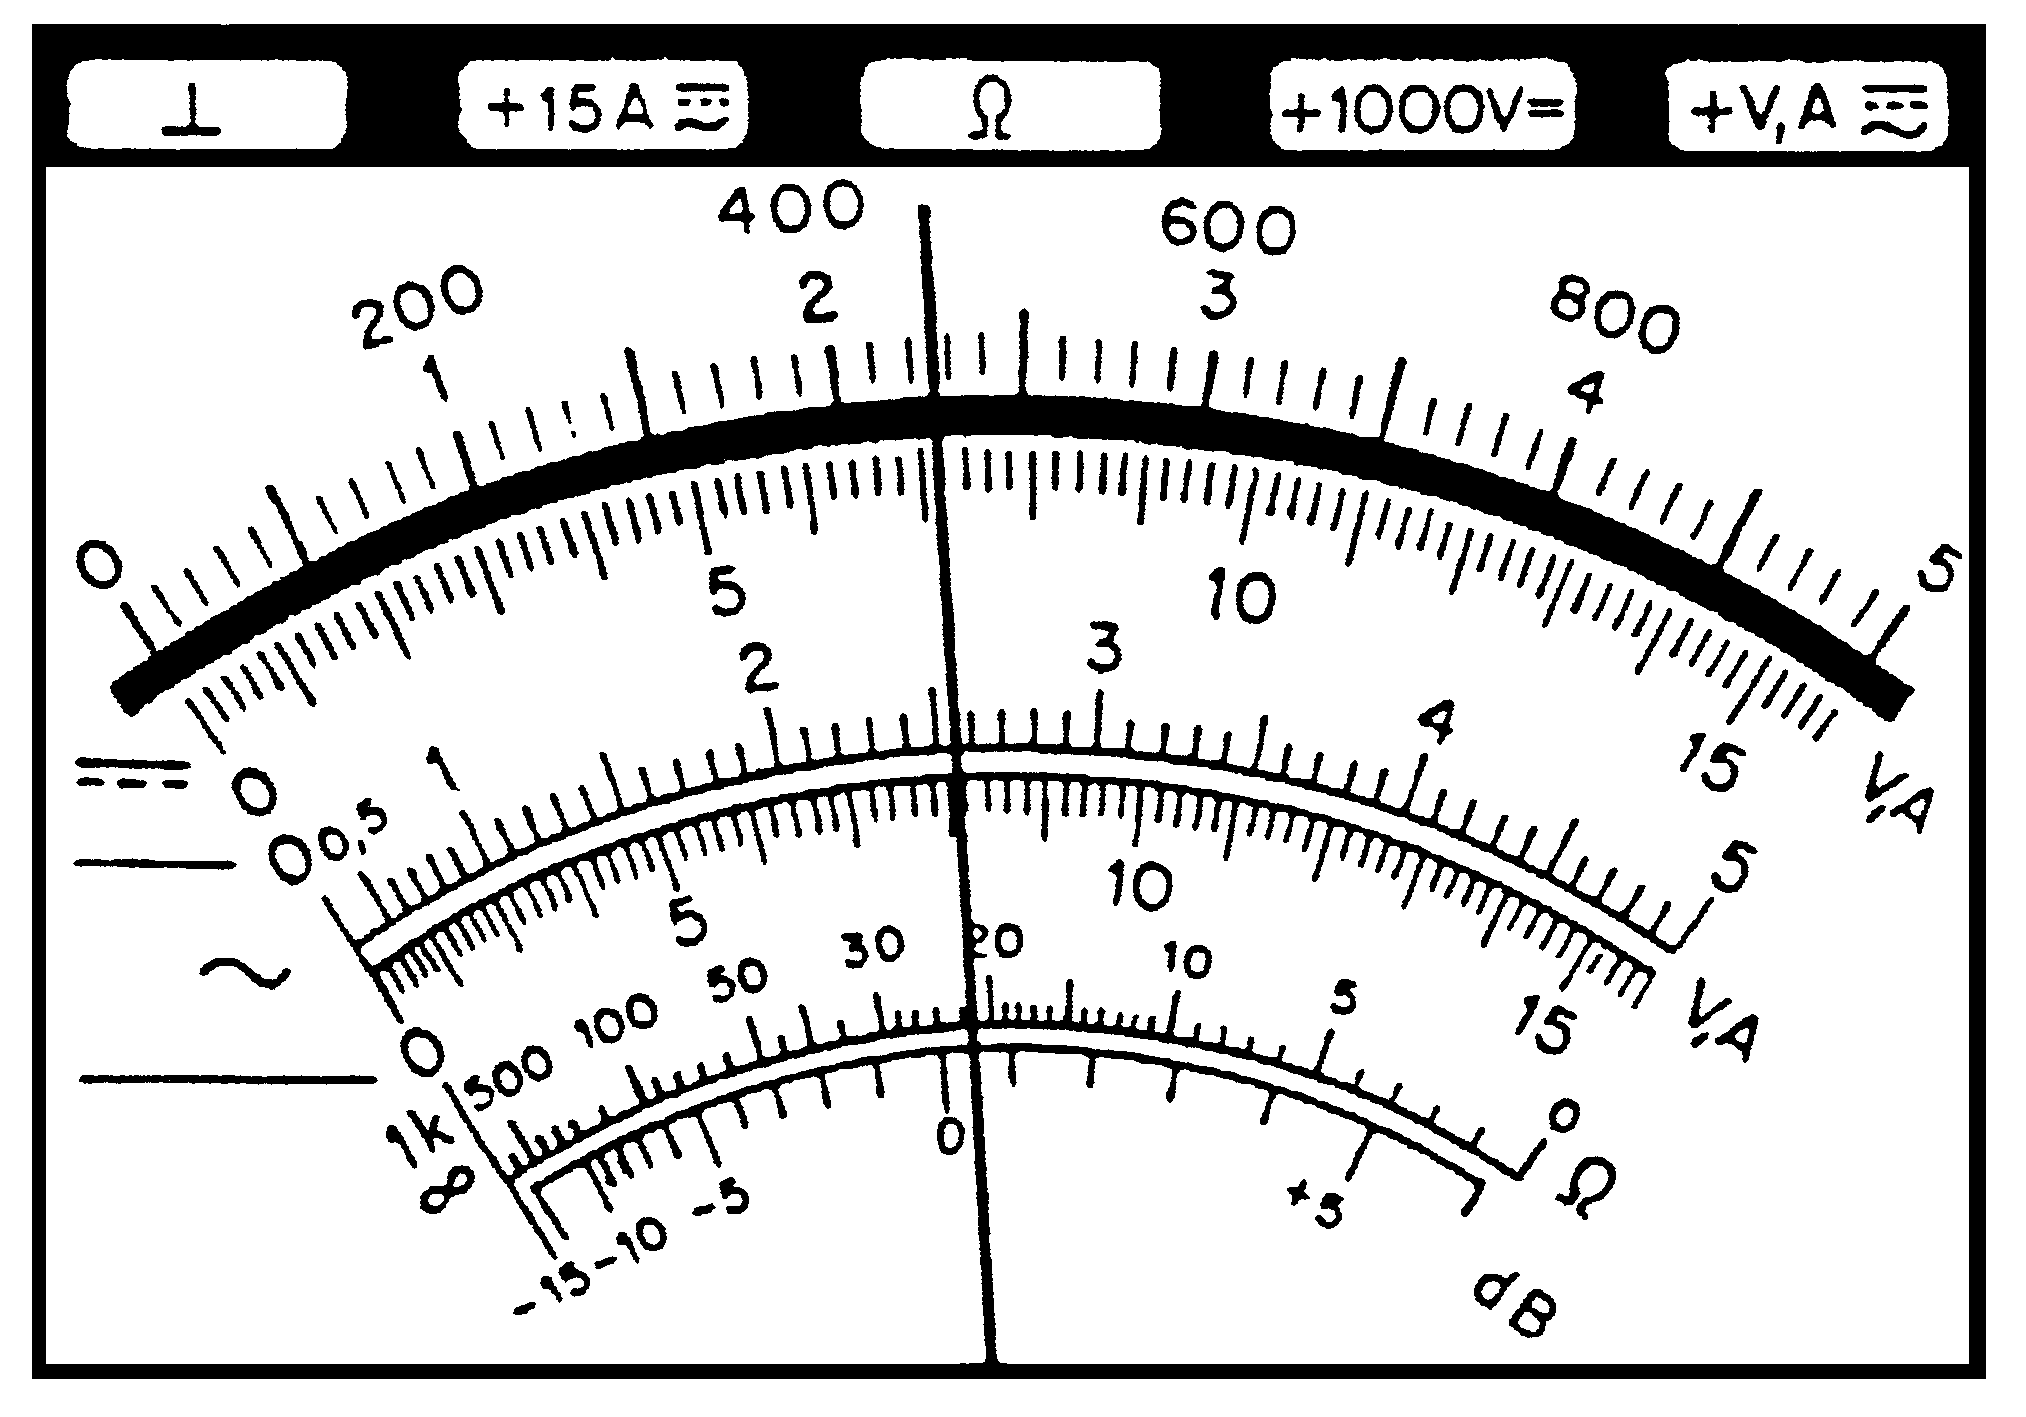 ⊥ +15A ⎓ ~ Ω +1000V= +V,A ⎓ ~
200 400 600 800
0 1 2 3 4 5
0 5 10 15 V,A
0 0,5 1 2 3 4 5
0 5 10 15 V,A
∞ 1k 500 100 50 30 20 10 5 0 Ω
-15 -10 -5 0 +5 dB